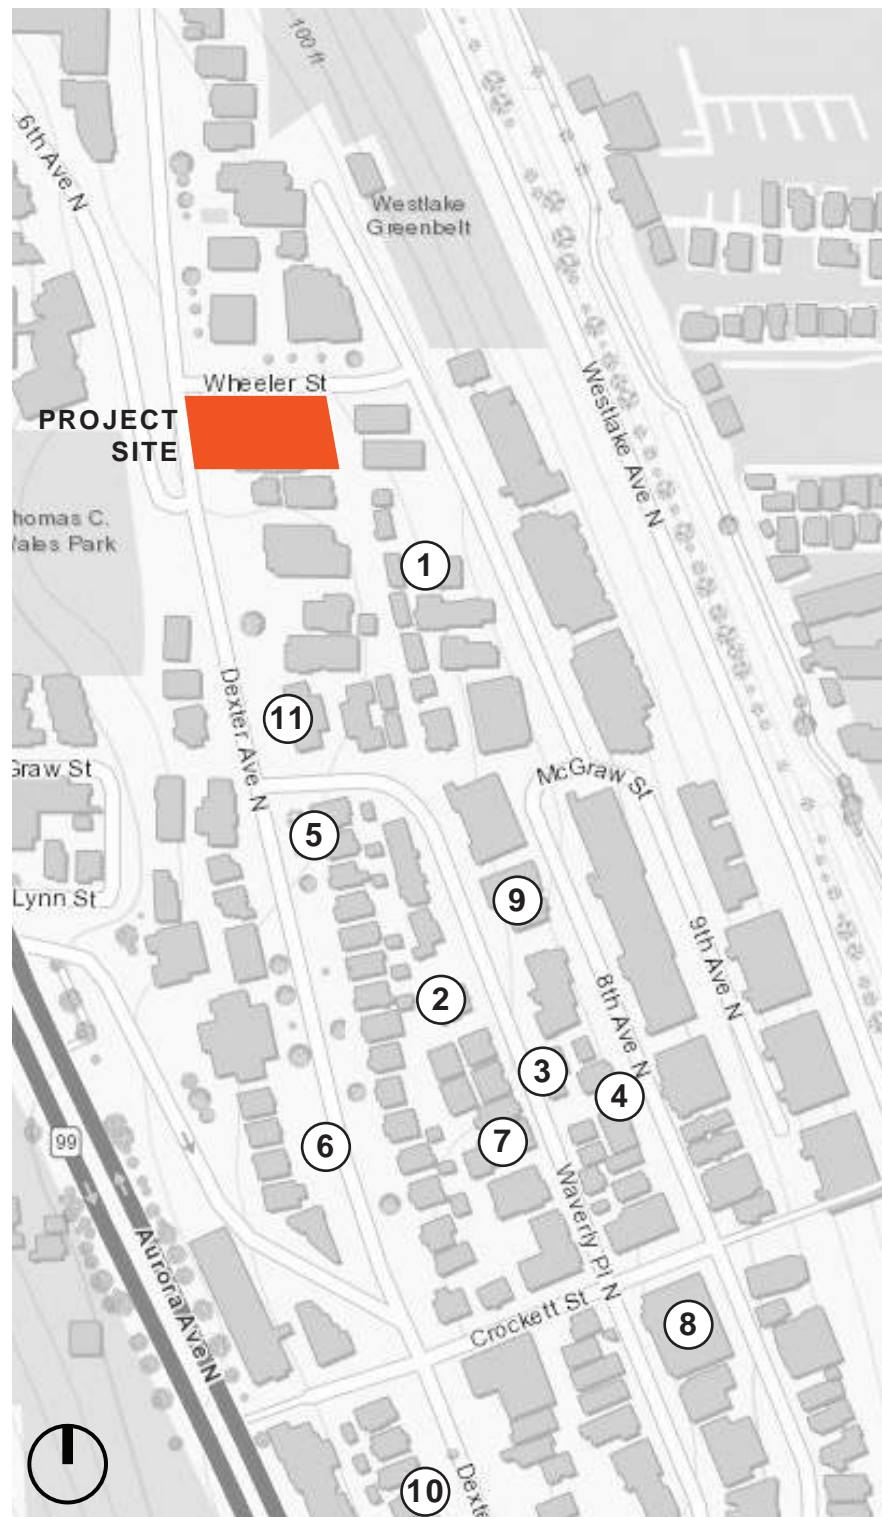 100 ft
6th Ave N
Westlake
Greenbelt
Wheeler St
Westlake Ave N
PROJECT
SITE
homas C.
ales Park
1
Dexter Ave N
11
Graw St
McGraw St
5
Lynn St
9
9th Ave N
2
8th Ave N
3
4
99
6
7
Waverly Pl N
Aurora Ave N
Crockett St
8
10
Dexte